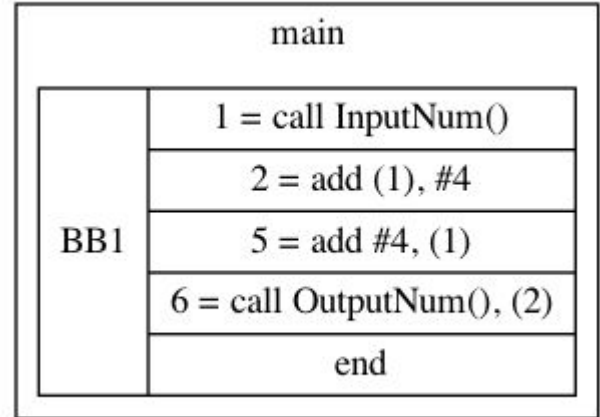 main
BB1
1 = call InputNum()
2 = add (1), #4
5 = add #4, (1)
6 = call OutputNum(), (2)
end